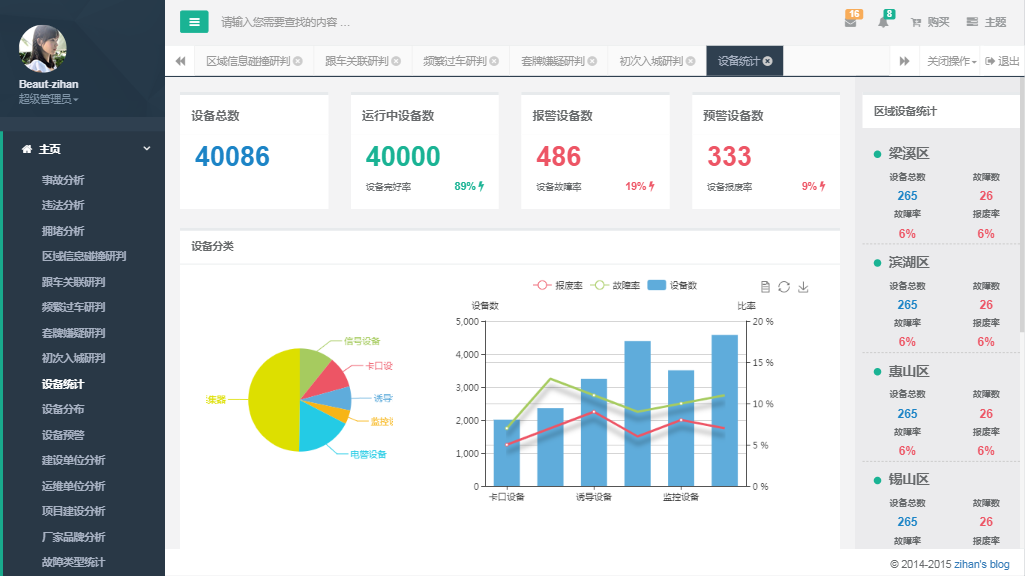 Beaut-zihan
超级管理员
主页
事故分析
违法分析
拥堵分析
区域信息碰撞研判
跟车关联研判
频繁过车研判
套牌嫌疑研判
初次入城研判
设备统计
设备分布
设备预警
建设单位分析
运维单位分析
项目建设分析
厂家品牌分析
故障类型统计
请输入您需要查找的内容 …
16
8
购买
主题
区域信息碰撞研判 跟车关联研判 频繁过车研判 套牌嫌疑研判 初次入城研判 设备统计 关闭操作 退出
设备总数
40086
运行中设备数
40000
设备完好率 89%
报警设备数
486
设备故障率 19%
预警设备数
333
设备报废率 9%
设备分类
信号设备
卡口设
诱导
监控
电警设备
集器
报废率 故障率 设备数
设备数 比率
5,000 20 %
4,000 15 %
3,000
2,000 10 %
1,000 5 %
0 0 %
卡口设备 诱导设备 监控设备
区域设备统计
梁溪区
设备总数 故障数
265 26
故障率 报废率
6% 6%
滨湖区
设备总数 故障数
265 26
故障率 报废率
6% 6%
惠山区
设备总数 故障数
265 26
故障率 报废率
6% 6%
锡山区
设备总数 故障数
265 26
故障率 报废率
© 2014-2015 zihan's blog